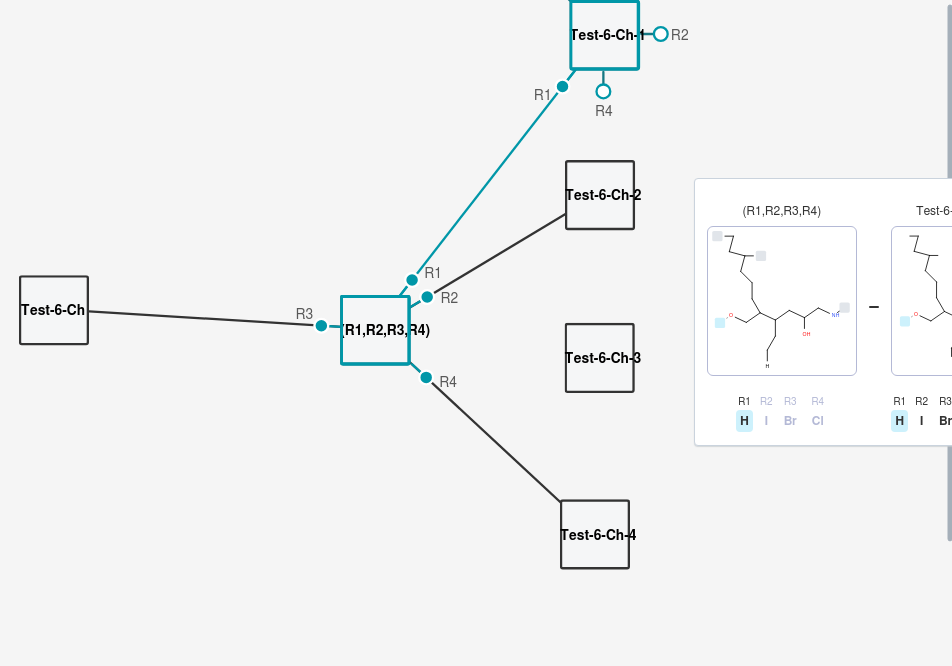 Test-6-Ch-1
R2
R1
R4
Test-6-Ch-2
(R1,R2,R3,R4)
Test-6-
R1
R2
Test-6-Ch
R3
(R1,R2,R3,R4)
O
NH
OH
H
O
Test-6-Ch-3
R4
R1 R2 R3 R4
H I Br Cl
R1 R2 R3
H I Br
Test-6-Ch-4